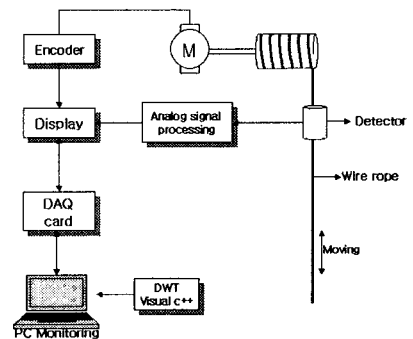 Encoder
M
Display
Analog signal
processing
Detector
Wire rope
DAQ
card
Moving
DWT
Visual c++
PC Monitoring